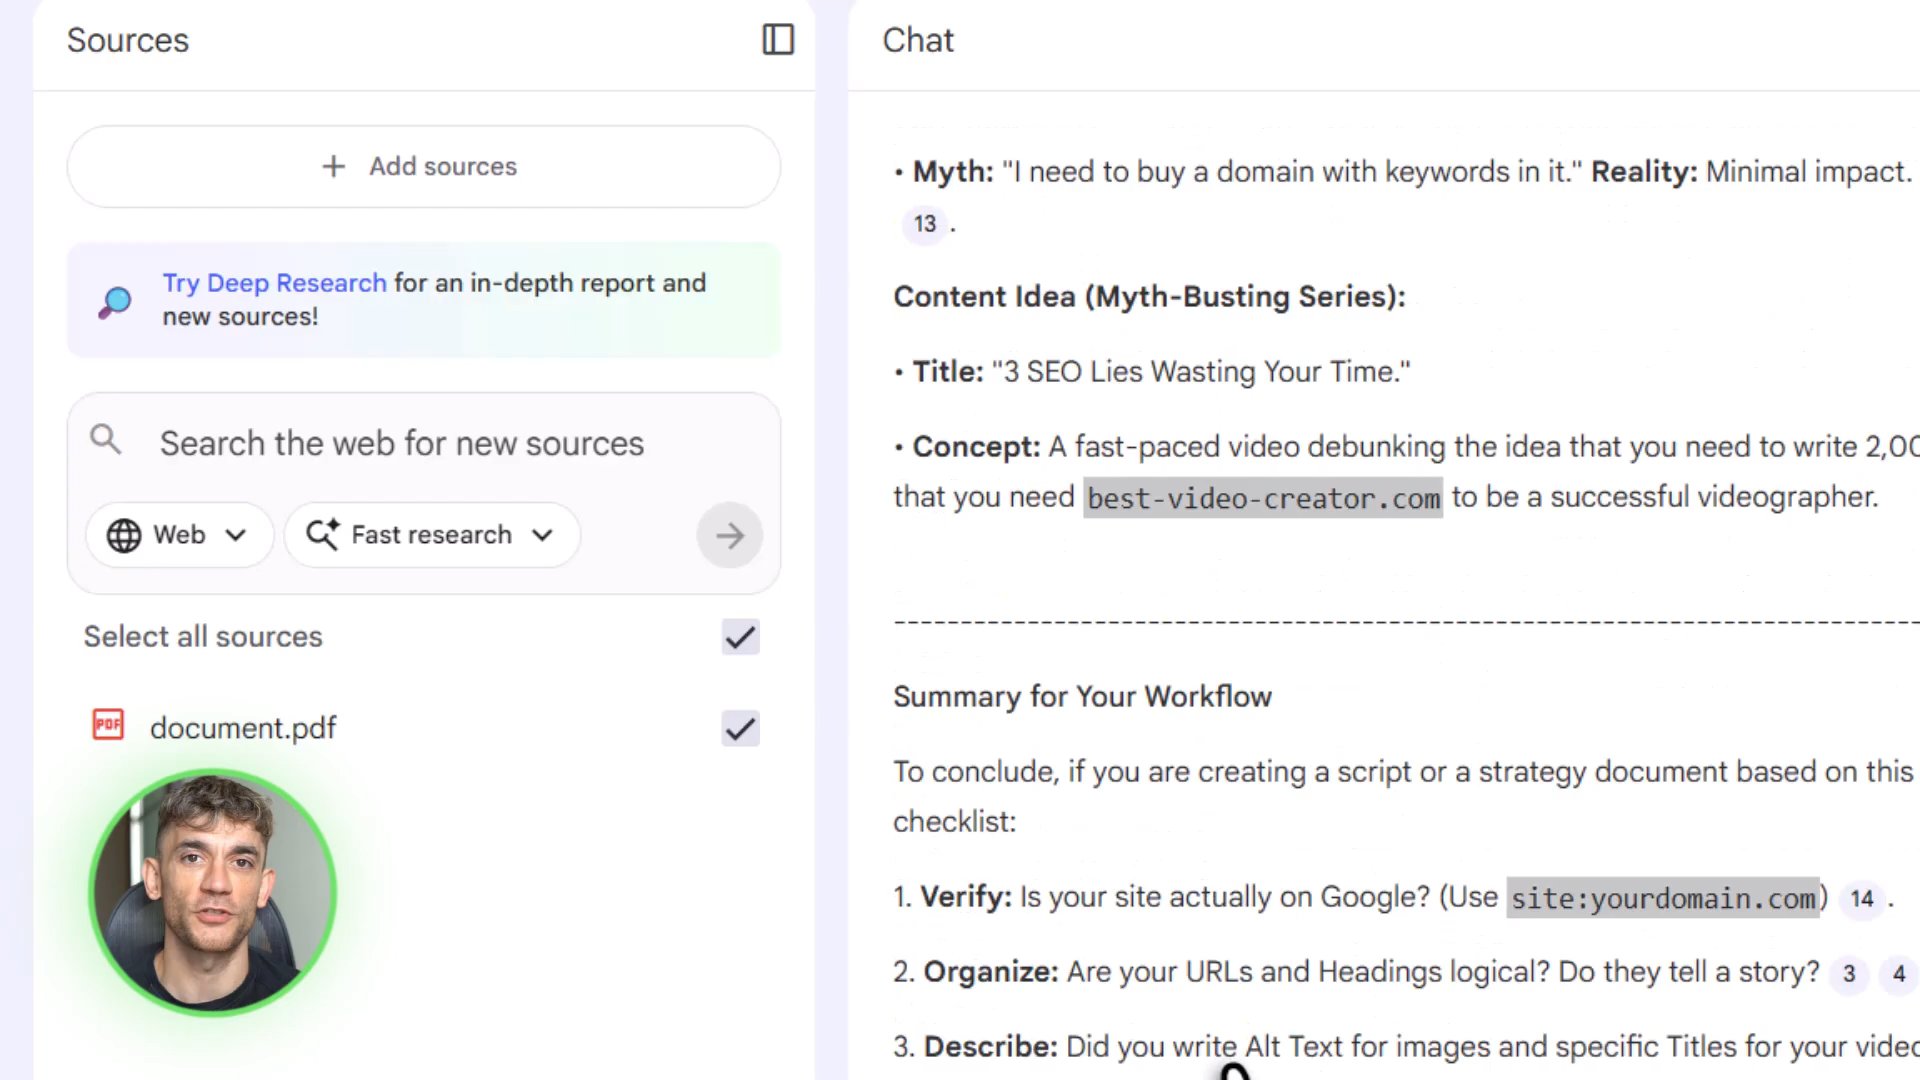 Sources
Add sources
Try Deep Research for an in-depth report and
new sources!
Search the web for new sources
Web
Fast research
Select all sources
PDF
document.pdf
Chat
• Myth: "I need to buy a domain with keywords in it." Reality: Minimal impact.
13 .
Content Idea (Myth-Busting Series):
• Title: "3 SEO Lies Wasting Your Time."
• Concept: A fast-paced video debunking the idea that you need to write 2,00
that you need best-video-creator.com to be a successful videographer.
--------------------------------------------------------------------------------
Summary for Your Workflow
To conclude, if you are creating a script or a strategy document based on this
checklist:
1. Verify: Is your site actually on Google? (Use site:yourdomain.com) 14 .
2. Organize: Are your URLs and Headings logical? Do they tell a story? 3 4
3. Describe: Did you write Alt Text for images and specific Titles for your video